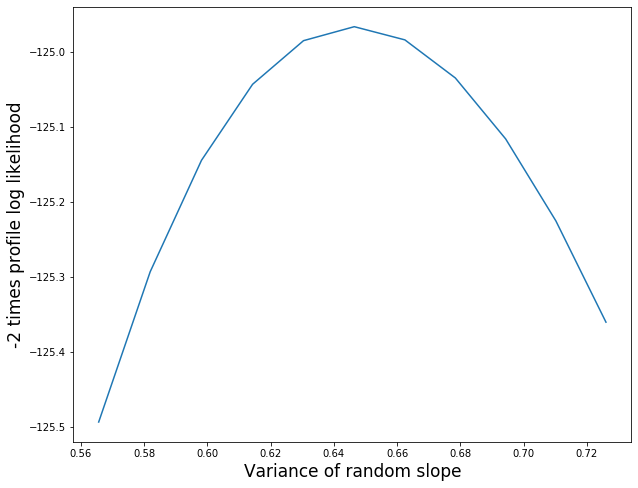 -2 times profile log likelihood
−125.0
−125.1
−125.2
−125.3
−125.4
−125.5
0.56 0.58 0.60 0.62 0.64 0.66 0.68 0.70 0.72
Variance of random slope